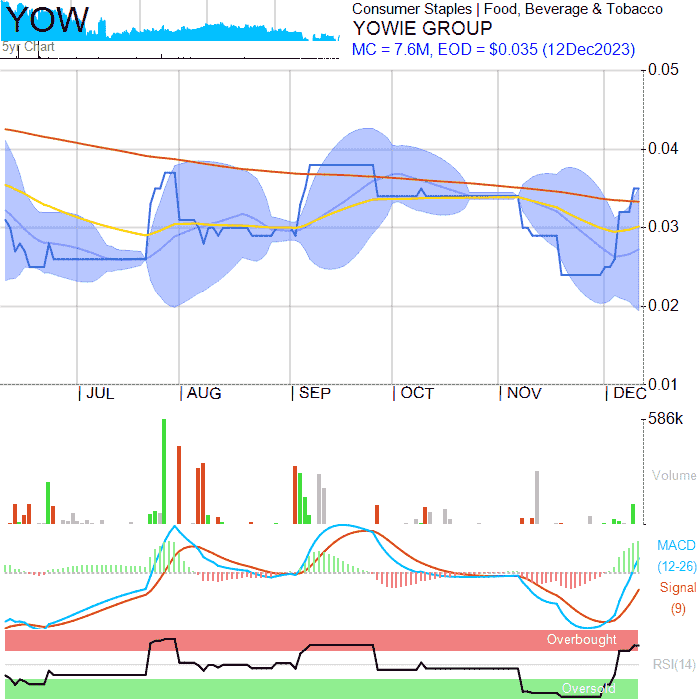 YOW
5yr Chart
Consumer Staples | Food, Beverage & Tobacco
YOWIE GROUP
MC = 7.6M, EOD = $0.035 (12Dec2023)
0.05
0.04
0.03
0.02
0.01
JUL
AUG
SEP
OCT
NOV
DEC
586k
Volume
MACD
(12-26)
Signal
(9)
Overbought
RSI(14)
Oversold